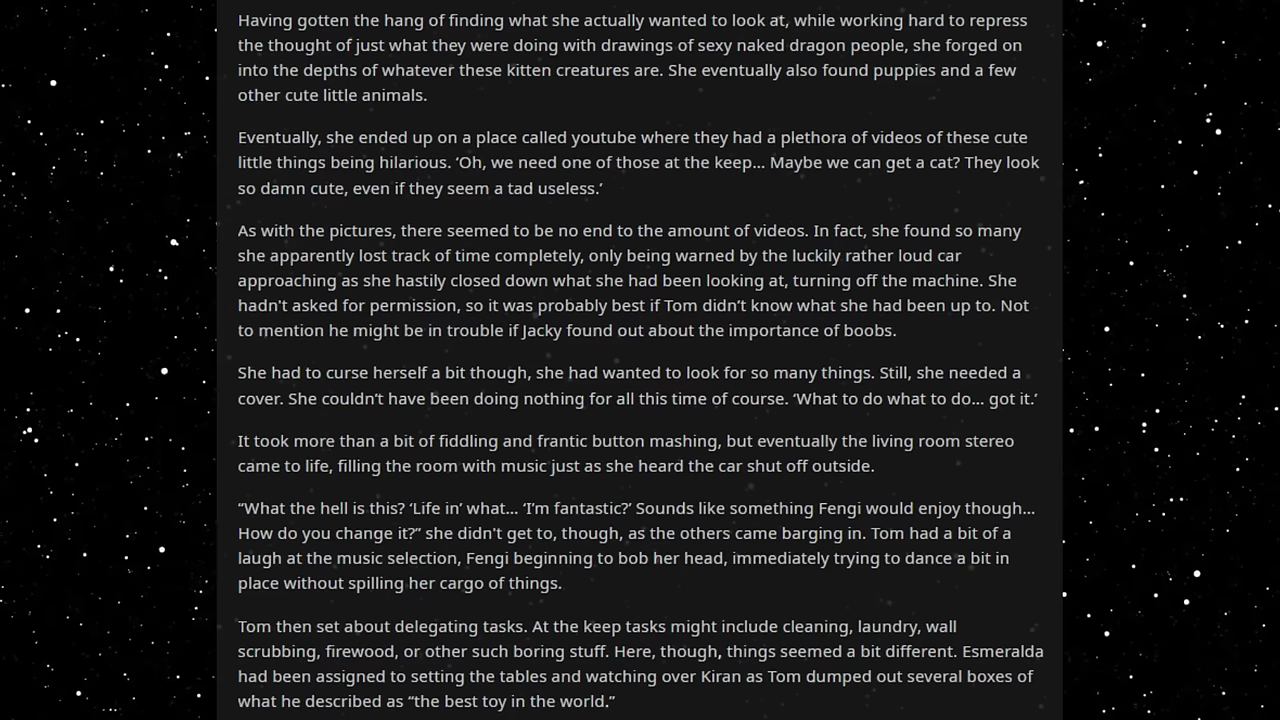 Having gotten the hang of finding what she actually wanted to look at, while working hard to repress
the thought of just what they were doing with drawings of sexy naked dragon people, she forged on
into the depths of whatever these kitten creatures are. She eventually also found puppies and a few
other cute little animals.
Eventually, she ended up on a place called youtube where they had a plethora of videos of these cute
little things being hilarious. ‘Oh, we need one of those at the keep… Maybe we can get a cat? They look
so damn cute, even if they seem a tad useless.’
As with the pictures, there seemed to be no end to the amount of videos. In fact, she found so many
she apparently lost track of time completely, only being warned by the luckily rather loud car
approaching as she hastily closed down what she had been looking at, turning off the machine. She
hadn't asked for permission, so it was probably best if Tom didn’t know what she had been up to. Not
to mention he might be in trouble if Jacky found out about the importance of boobs.
She had to curse herself a bit though, she had wanted to look for so many things. Still, she needed a
cover. She couldn’t have been doing nothing for all this time of course. ‘What to do what to do… got it.’
It took more than a bit of fiddling and frantic button mashing, but eventually the living room stereo
came to life, filling the room with music just as she heard the car shut off outside.
“What the hell is this? ‘Life in’ what… ‘I’m fantastic?’ Sounds like something Fengi would enjoy though…
How do you change it?” she didn't get to, though, as the others came barging in. Tom had a bit of a
laugh at the music selection, Fengi beginning to bob her head, immediately trying to dance a bit in
place without spilling her cargo of things.
Tom then set about delegating tasks. At the keep tasks might include cleaning, laundry, wall
scrubbing, firewood, or other such boring stuff. Here, though, things seemed a bit different. Esmeralda
had been assigned to setting the tables and watching over Kiran as Tom dumped out several boxes of
what he described as “the best toy in the world.”